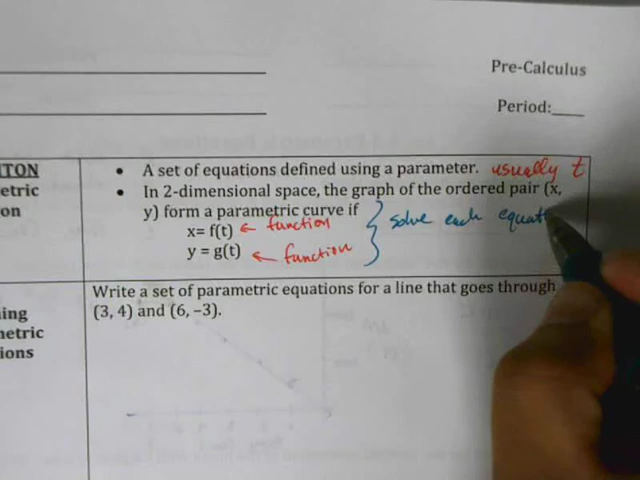 Pre-Calculus
Period:____
TON
etric
on
• A set of equations defined using a parameter. usually t
• In 2-dimensional space, the graph of the ordered pair (x,
y) form a parametric curve if
x= f(t) ← function
y = g(t) ← function
solve each equat
ing
metric
ions
Write a set of parametric equations for a line that goes through
(3, 4) and (6, –3).